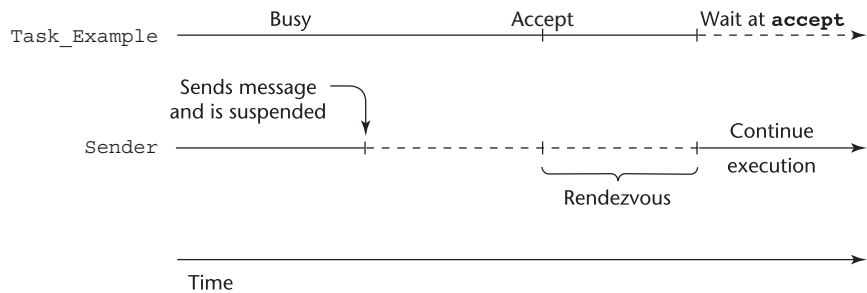 Busy
Accept
Wait at accept
Task_Example
Sends message
and is suspended
Sender
Continue
execution
Rendezvous
Time